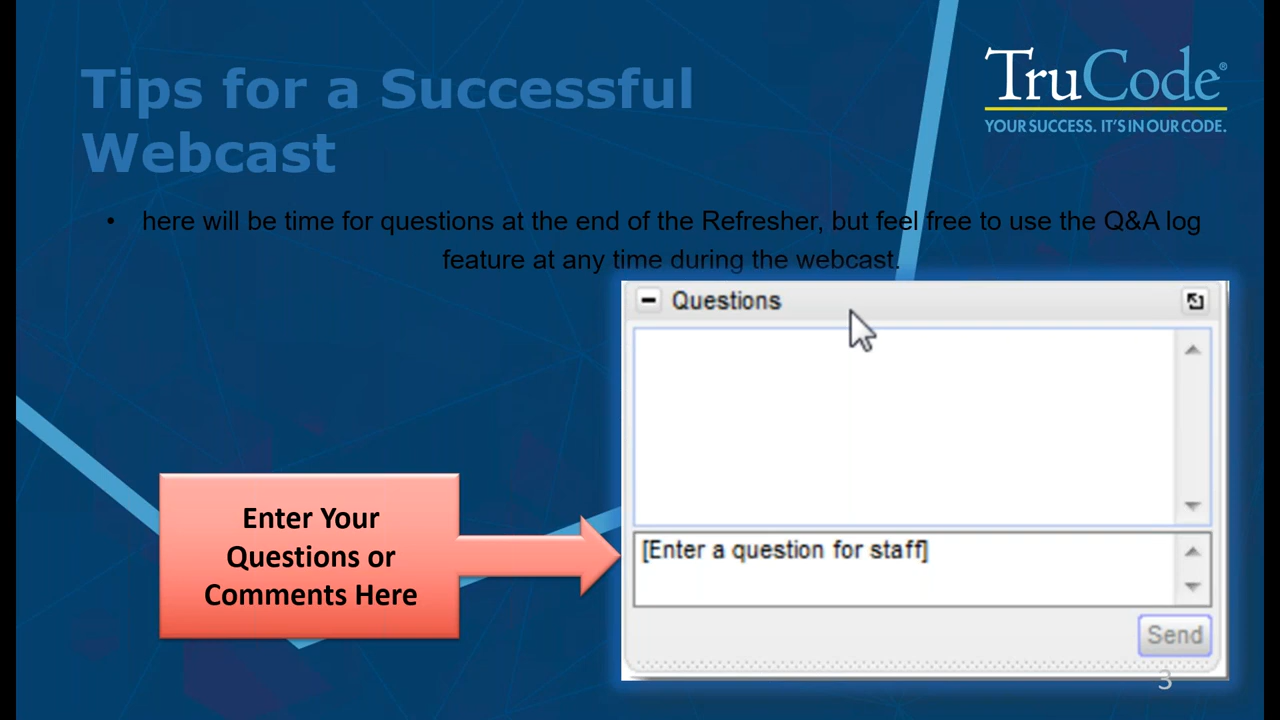 Tips for a Successful
Webcast
TruCode®
YOUR SUCCESS. IT'S IN OUR CODE.
• here will be time for questions at the end of the Refresher, but feel free to use the Q&A log
feature at any time during the webcast.
Questions
Enter Your
Questions or
Comments Here
[Enter a question for staff]
Send
3